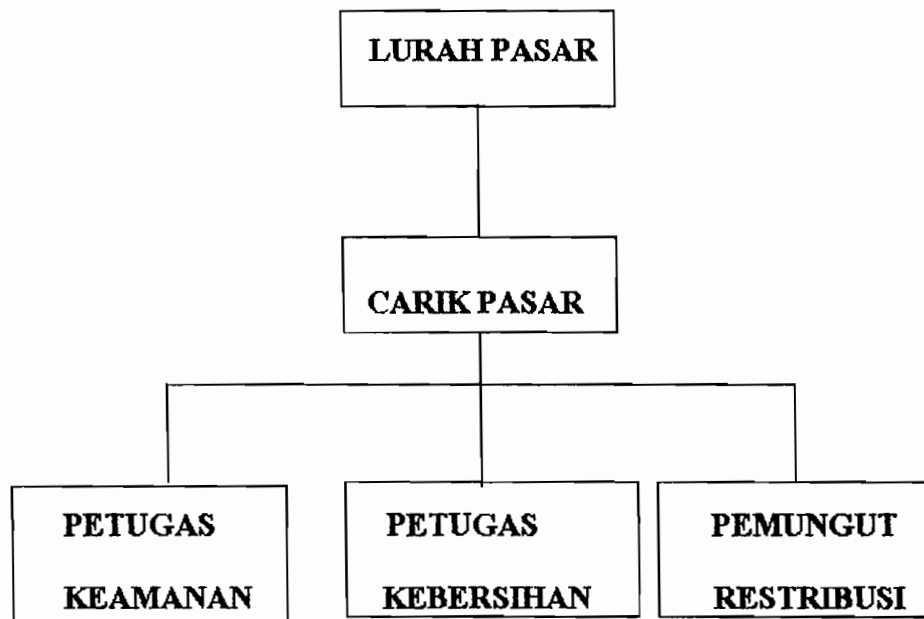 LURAH PASAR
CARIK PASAR
PETUGAS
KEAMANAN
PETUGAS
KEBERSIHAN
PEMUNGUT
RESTRIBUSI